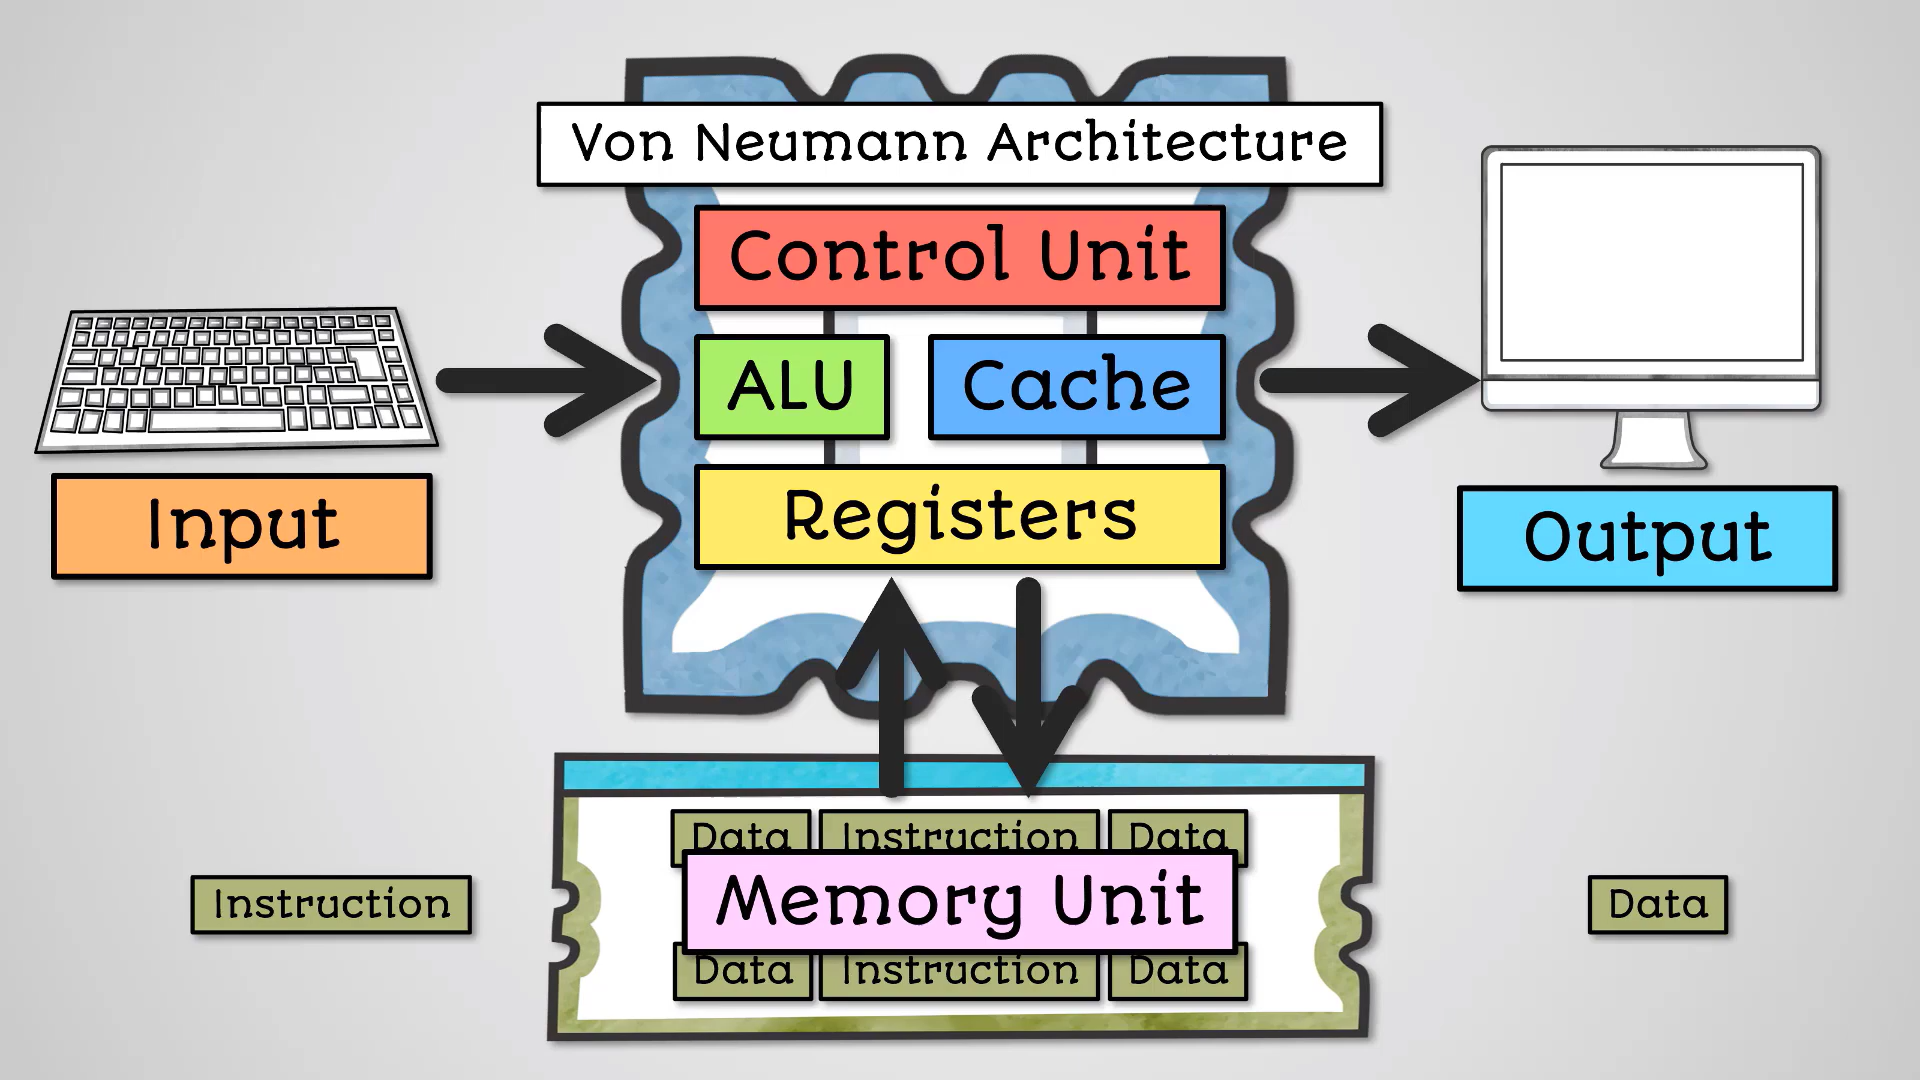 Von Neumann Architecture
Control Unit
ALU Cache
Registers
Input
Output
Data Instruction Data
Memory Unit
Data Instruction Data
Instruction
Data